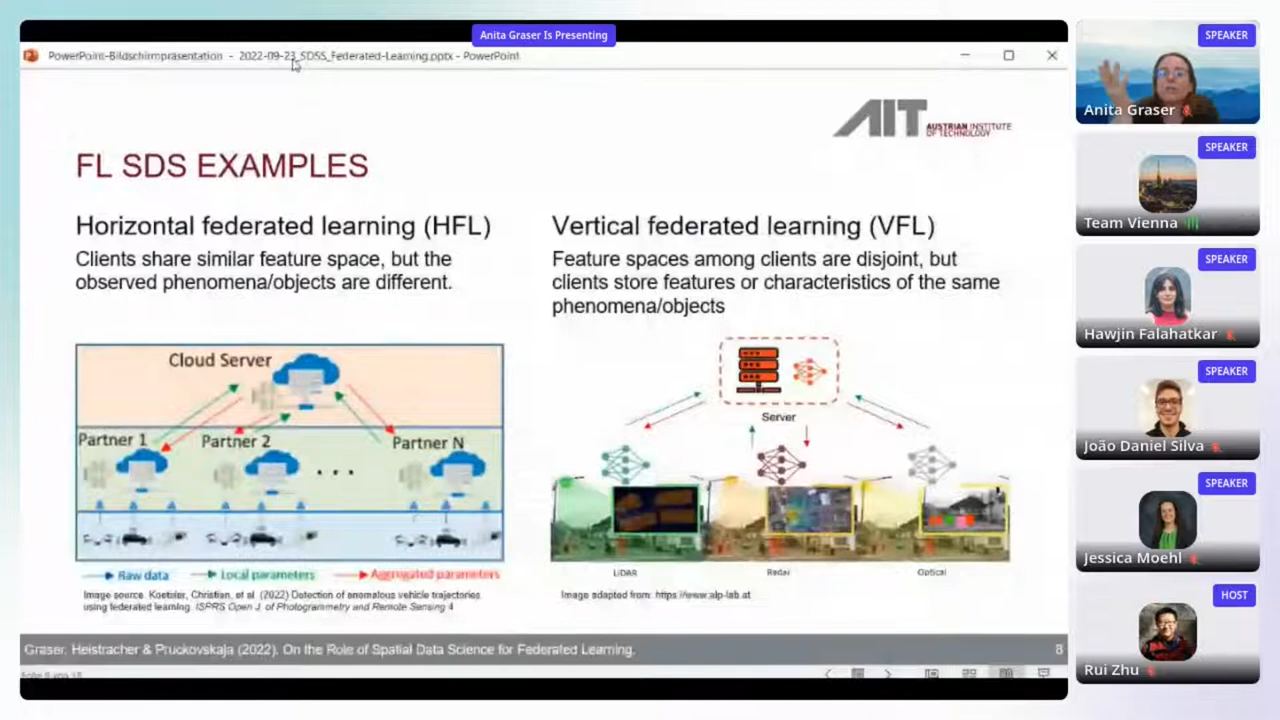 Anita Graser Is Presenting
PowerPoint-Bildschirmpräsentation - 2022-09-23_SDSS_Federated-Learning.pptx - PowerPoint
AIT AUSTRIAN INSTITUTE
OF TECHNOLOGY
FL SDS EXAMPLES
Horizontal federated learning (HFL)
Clients share similar feature space, but the
observed phenomena/objects are different.
Vertical federated learning (VFL)
Feature spaces among clients are disjoint, but
clients store features or characteristics of the same
phenomena/objects
Cloud Server
Partner 1
Partner 2
Partner N
Raw data
Local parameters
Aggregated parameters
Image source: Koetsier, Christian, et al. (2022) Detection of anomalous vehicle trajectories
using federated learning. ISPRS Open J. of Photogrammetry and Remote Sensing 4
Server
LiDAR
Radar
Optical
Image adapted from: https://www.alp-lab.at
Graser, Heistracher & Pruckovskaja (2022). On the Role of Spatial Data Science for Federated Learning.
8
SPEAKER
Anita Graser
SPEAKER
Team Vienna
SPEAKER
Hawjin Falahatkar
SPEAKER
João Daniel Silva
SPEAKER
Jessica Moehl
HOST
Rui Zhu